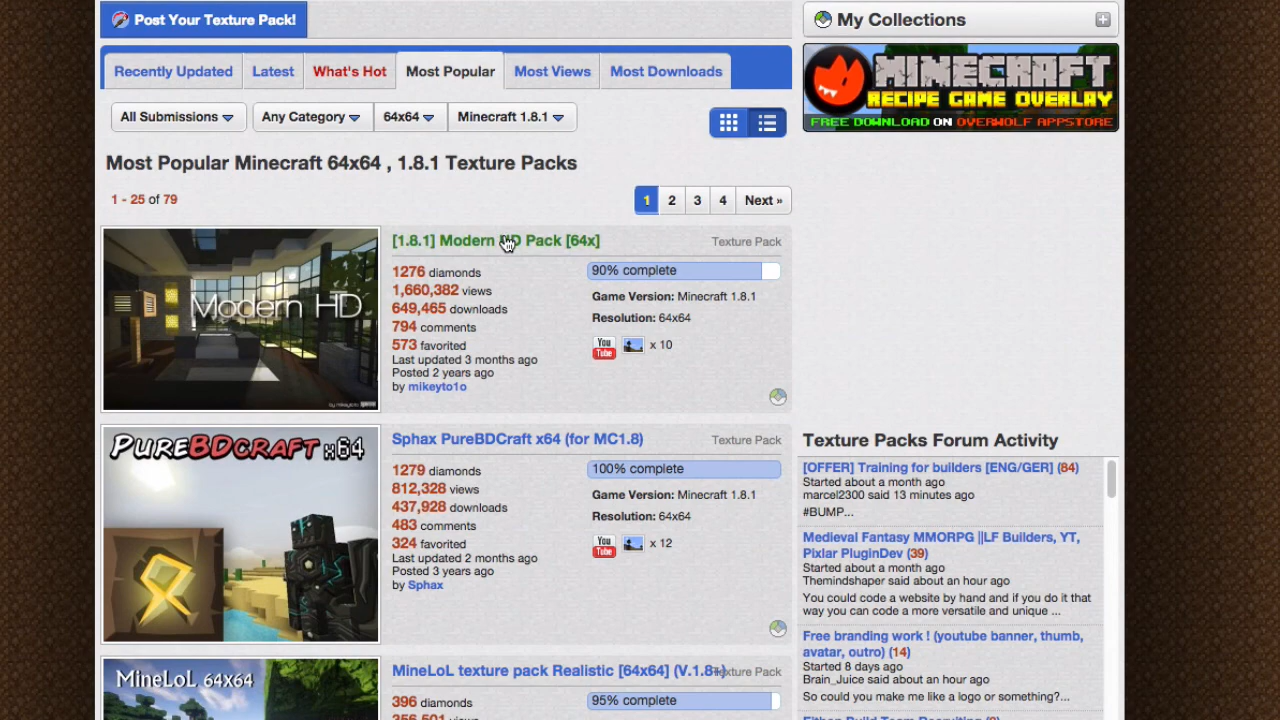 Post Your Texture Pack!
My Collections
MINECRAFT
RECIPE GAME OVERLAY
FREE DOWNLOAD ON OVERWOLF APPSTORE
Recently Updated
Latest
What's Hot
Most Popular
Most Views
Most Downloads
All Submissions
Any Category
64x64
Minecraft 1.8.1
Most Popular Minecraft 64x64 , 1.8.1 Texture Packs
1 - 25 of 79
1 2 3 4 Next »
Modern HD
[1.8.1] Modern HD Pack [64x]
Texture Pack
1276 diamonds
1,660,382 views
649,465 downloads
794 comments
573 favorited
Last updated 3 months ago
Posted 2 years ago
by mikeyto1o
90% complete
Game Version: Minecraft 1.8.1
Resolution: 64x64
You Tube
x 10
PUREBDCRAFT x64
Sphax PureBDCraft x64 (for MC1.8)
Texture Pack
1279 diamonds
812,328 views
437,928 downloads
483 comments
324 favorited
Last updated 2 months ago
Posted 3 years ago
by Sphax
100% complete
Game Version: Minecraft 1.8.1
Resolution: 64x64
You Tube
x 12
MINELOL 64X64
MineLoL texture pack Realistic [64x64] (V.1.8+)
396 diamonds
95% complete
Texture Packs Forum Activity
[OFFER] Training for builders [ENG/GER] (84)
Started about a month ago
marcel2300 said 13 minutes ago
#BUMP...
Medieval Fantasy MMORPG ||LF Builders, YT,
Pixlar PluginDev (39)
Started about a month ago
Themindshaper said about an hour ago
You could code a website by hand and if you do it that
way you can code a more versatile and unique ...
Free branding work ! (youtube banner, thumb,
avatar, outro) (14)
Started 8 days ago
Brain_Juice said about an hour ago
So could you make me like a logo or something?...